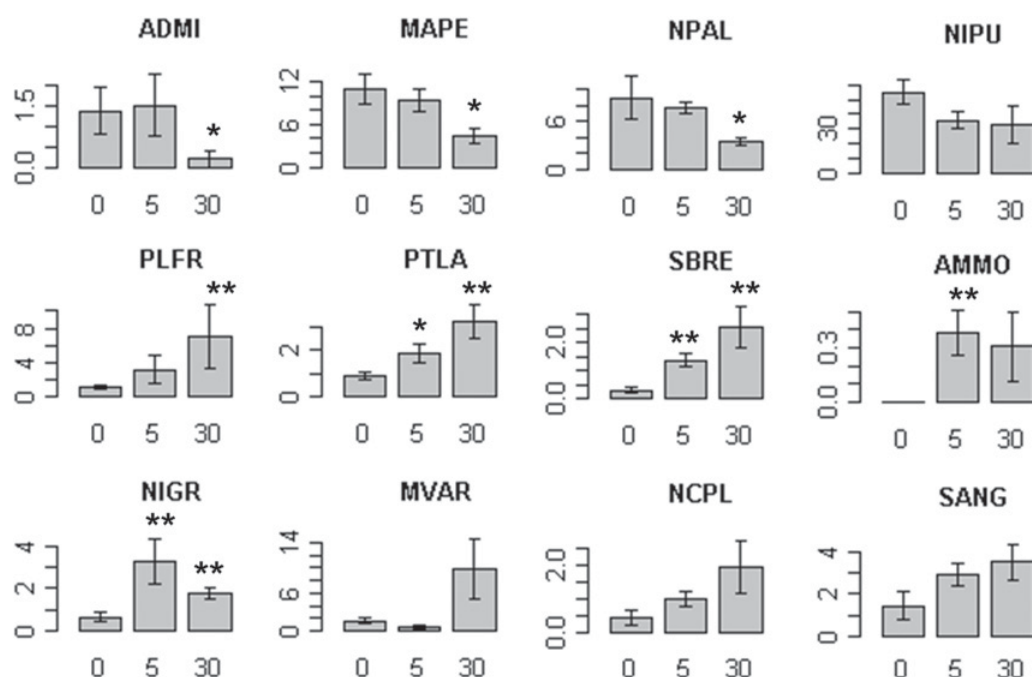 ADMI MAPE NPAL NIPU
0.0 1.5 0 6 12 0 6 0 30
* * *
0 5 30 0 5 30 0 5 30 0 5 30
PLFR PTLA SBRE AMMO
0 4 8 0 2 0.0 2.0 0.0 0.3
** * ** ** ** **
0 5 30 0 5 30 0 5 30 0 5 30
NIGR MVAR NCPL SANG
0 2 4 0 6 14 0.0 2.0 0 2 4
** **
0 5 30 0 5 30 0 5 30 0 5 30